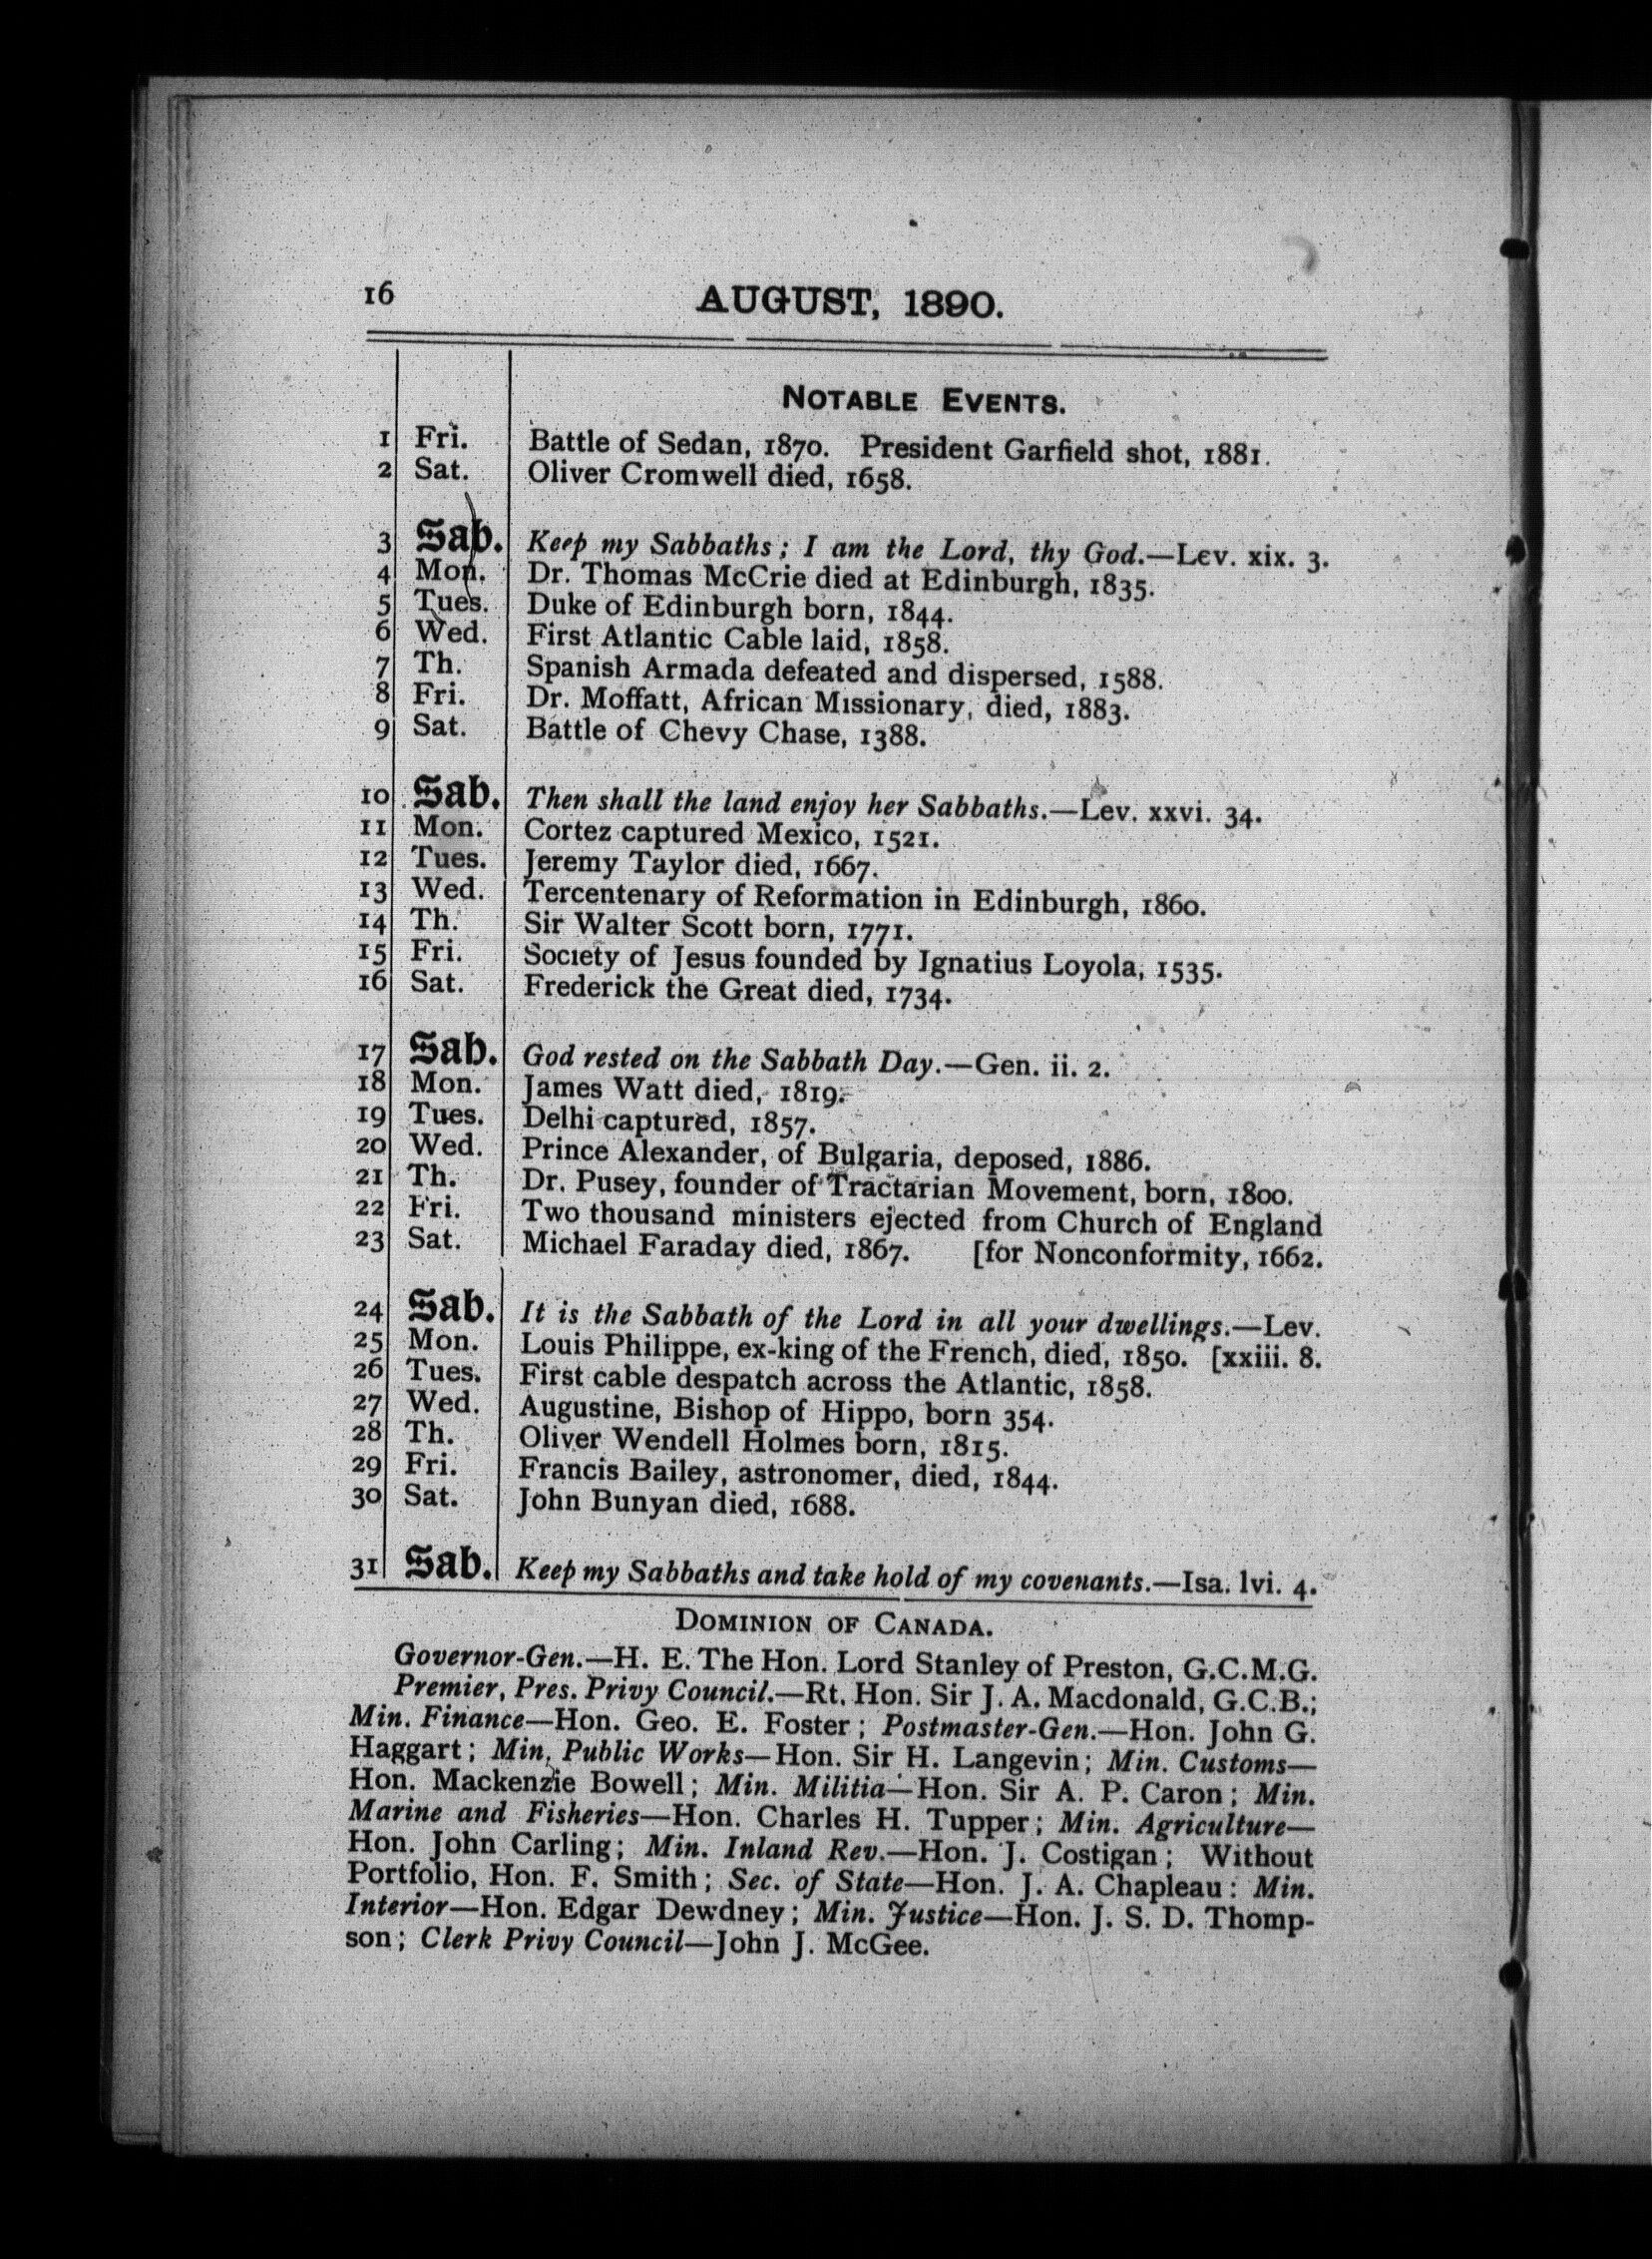 16
AUGUST, 1890.
NOTABLE EVENTS.
1 Fri. Battle of Sedan, 1870. President Garfield shot, 1881.
2 Sat. Oliver Cromwell died, 1658.
3 Sab. Keep my Sabbaths; I am the Lord, thy God.—Lev. xix. 3.
4 Mon. Dr. Thomas McCrie died at Edinburgh, 1835.
5 Tues. Duke of Edinburgh born, 1844.
6 Wed. First Atlantic Cable laid, 1858.
7 Th. Spanish Armada defeated and dispersed, 1588.
8 Fri. Dr. Moffatt, African Missionary, died, 1883.
9 Sat. Battle of Chevy Chase, 1388.
10 Sab. Then shall the land enjoy her Sabbaths.—Lev. xxvi. 34.
11 Mon. Cortez captured Mexico, 1521.
12 Tues. Jeremy Taylor died, 1667.
13 Wed. Tercentenary of Reformation in Edinburgh, 1860.
14 Th. Sir Walter Scott born, 1771.
15 Fri. Society of Jesus founded by Ignatius Loyola, 1535.
16 Sat. Frederick the Great died, 1734.
17 Sab. God rested on the Sabbath Day.—Gen. ii. 2.
18 Mon. James Watt died, 1819.
19 Tues. Delhi captured, 1857.
20 Wed. Prince Alexander, of Bulgaria, deposed, 1886.
21 Th. Dr. Pusey, founder of Tractarian Movement, born, 1800.
22 Fri. Two thousand ministers ejected from Church of England
23 Sat. Michael Faraday died, 1867. [for Nonconformity, 1662.
24 Sab. It is the Sabbath of the Lord in all your dwellings.—Lev.
25 Mon. Louis Philippe, ex-king of the French, died, 1850. [xxiii. 8.
26 Tues. First cable despatch across the Atlantic, 1858.
27 Wed. Augustine, Bishop of Hippo, born 354.
28 Th. Oliver Wendell Holmes born, 1815.
29 Fri. Francis Bailey, astronomer, died, 1844.
30 Sat. John Bunyan died, 1688.
31 Sab. Keep my Sabbaths and take hold of my covenants.—Isa. lvi. 4.
DOMINION OF CANADA.
Governor-Gen.—H. E. The Hon. Lord Stanley of Preston, G.C.M.G.
Premier, Pres. Privy Council.—Rt. Hon. Sir J. A. Macdonald, G.C.B.;
Min. Finance—Hon. Geo. E. Foster; Postmaster-Gen.—Hon. John G.
Haggart; Min. Public Works—Hon. Sir H. Langevin; Min. Customs—
Hon. Mackenzie Bowell; Min. Militia—Hon. Sir A. P. Caron; Min.
Marine and Fisheries—Hon. Charles H. Tupper; Min. Agriculture—
Hon. John Carling; Min. Inland Rev.—Hon. J. Costigan; Without
Portfolio, Hon. F. Smith; Sec. of State—Hon. J. A. Chapleau: Min.
Interior—Hon. Edgar Dewdney; Min. Justice—Hon. J. S. D. Thomp-
son; Clerk Privy Council—John J. McGee.